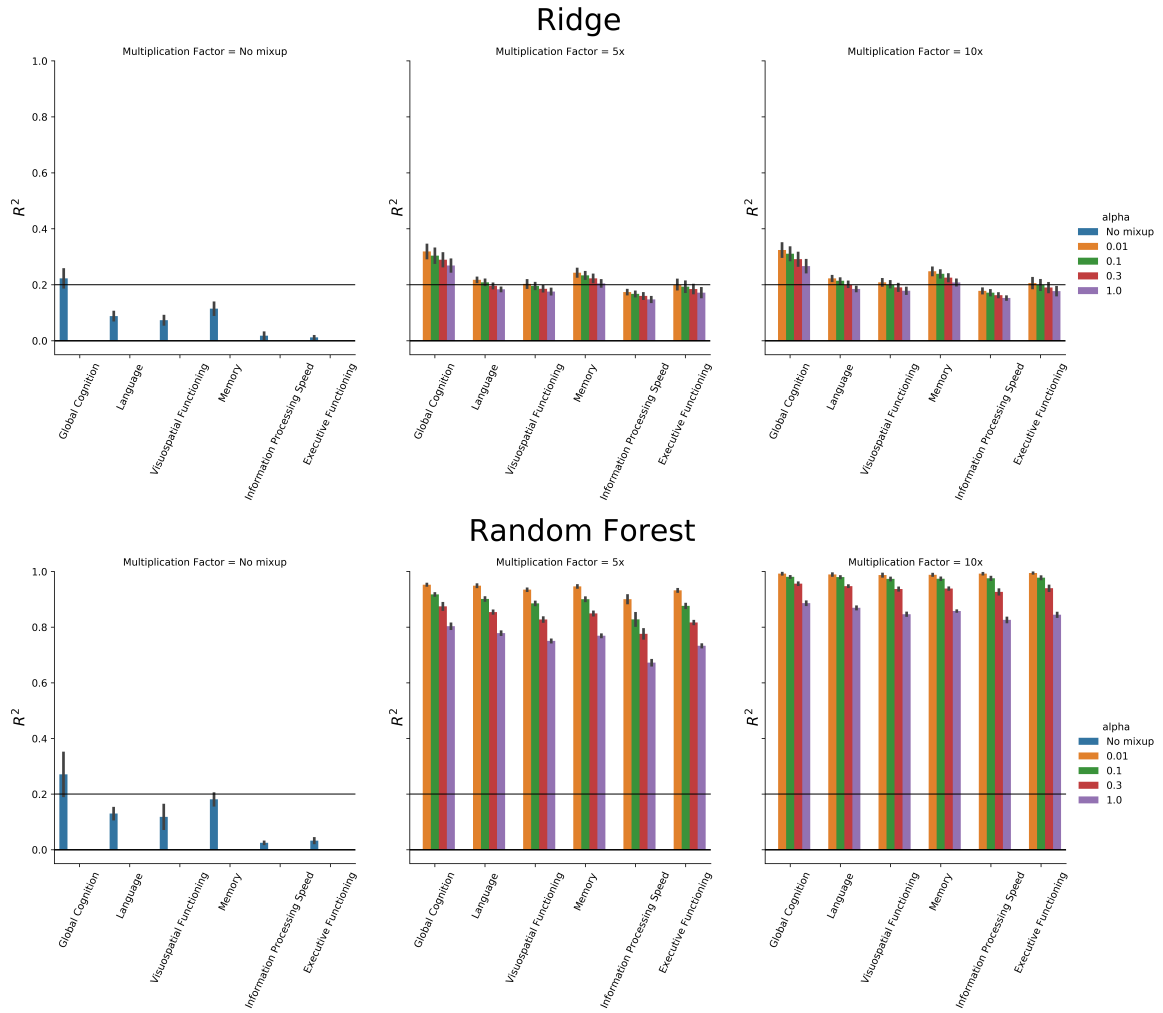 Ridge
Multiplication Factor = No mixup
Multiplication Factor = 5x
Multiplication Factor = 10x
1.0
0.8
0.6
0.4
0.2
0.0
R²
R²
R²
Global Cognition
Language
Visuospatial Functioning
Memory
Information Processing Speed
Executive Functioning
Global Cognition
Language
Visuospatial Functioning
Memory
Information Processing Speed
Executive Functioning
Global Cognition
Language
Visuospatial Functioning
Memory
Information Processing Speed
Executive Functioning
alpha
No mixup
0.01
0.1
0.3
1.0
Random Forest
Multiplication Factor = No mixup
Multiplication Factor = 5x
Multiplication Factor = 10x
1.0
0.8
0.6
0.4
0.2
0.0
R²
R²
R²
Global Cognition
Language
Visuospatial Functioning
Memory
Information Processing Speed
Executive Functioning
Global Cognition
Language
Visuospatial Functioning
Memory
Information Processing Speed
Executive Functioning
Global Cognition
Language
Visuospatial Functioning
Memory
Information Processing Speed
Executive Functioning
alpha
No mixup
0.01
0.1
0.3
1.0